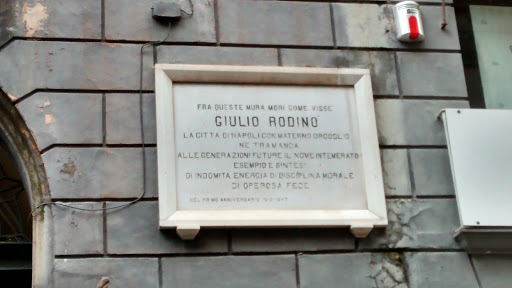 FRA QUESTE MURA MORÌ COME VISSE
GIULIO RODINÒ
LA CITTÀ DI NAPOLI CON MATERNO ORGOGLIO
NE TRAMANDA
ALLE GENERAZIONI FUTURE IL NOME INTEMERATO
ESEMPIO E SINTESI
DI INDOMITA ENERGIA DI DISCIPLINA MORALE
DI OPEROSA FEDE
NEL PRIMO ANNIVERSARIO